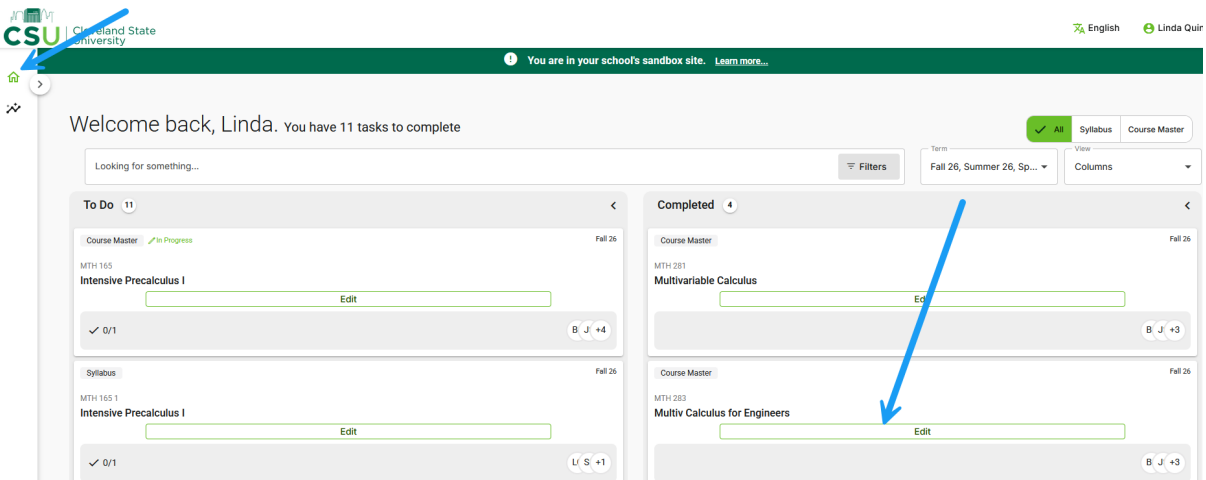 CSU Cleveland State University
English Linda Quin
You are in your school's sandbox site. Learn more...
Welcome back, Linda. You have 11 tasks to complete
All Syllabus Course Master
Looking for something...
Filters
Term
Fall 26, Summer 26, Sp...
View
Columns
To Do 11
Course Master In Progress Fall 26
MTH 165
Intensive Precalculus I
Edit
0/1 B J +4
Syllabus Fall 26
MTH 165 1
Intensive Precalculus I
Edit
0/1 L( S +1
Completed 4
Course Master Fall 26
MTH 281
Multivariable Calculus
Edit
B J +3
Course Master Fall 26
MTH 283
Multiv Calculus for Engineers
Edit
B J +3